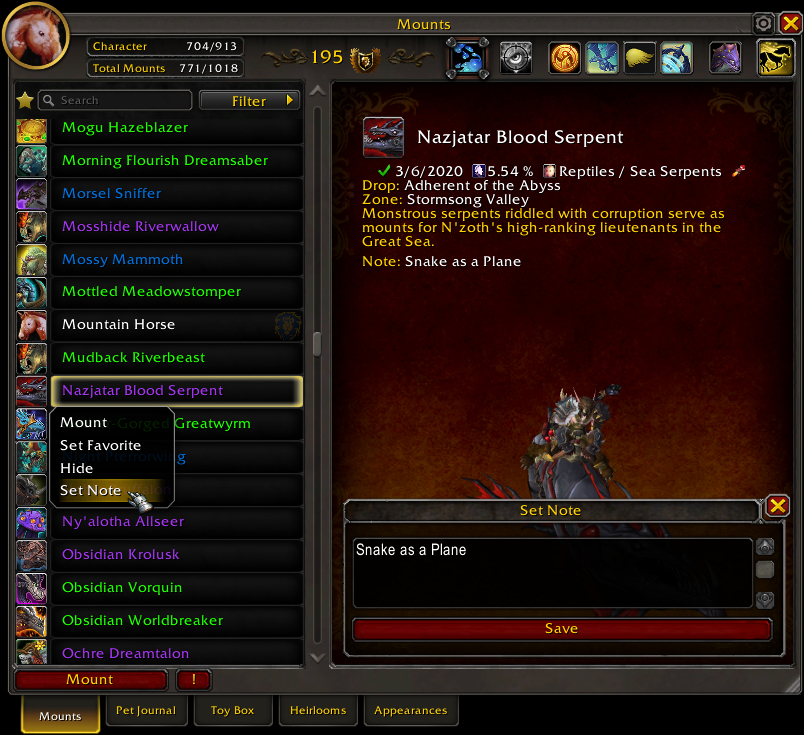 Mounts
Character 704/913
Total Mounts 771/1018
195
Search
Filter
Mogu Hazeblazer
Morning Flourish Dreamsaber
Morsel Sniffer
Mosshide Riverwallow
Mossy Mammoth
Mottled Meadowstomper
Mountain Horse
Mudback Riverbeast
Nazjatar Blood Serpent
-Gorged Greatwyrm
Mount
Set Favorite
Hide
Set Note
Ny'alotha Allseer
Obsidian Krolusk
Obsidian Vorquin
Obsidian Worldbreaker
Ochre Dreamtalon
Nazjatar Blood Serpent
3/6/2020 5.54 % Reptiles / Sea Serpents
Drop: Adherent of the Abyss
Zone: Stormsong Valley
Monstrous serpents riddled with corruption serve as
mounts for N'zoth's high-ranking lieutenants in the
Great Sea.
Note: Snake as a Plane
Set Note
Snake as a Plane
Save
Mount
!
Mounts
Pet Journal
Toy Box
Heirlooms
Appearances